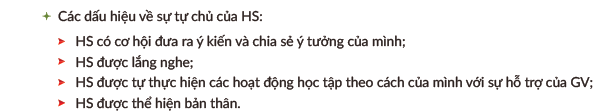 Các dấu hiệu về sự tự chủ của HS:
HS có cơ hội đưa ra ý kiến và chia sẻ ý tưởng của mình;
HS được lắng nghe;
HS được tự thực hiện các hoạt động học tập theo cách của mình với sự hỗ trợ của GV;
HS được thể hiện bản thân.